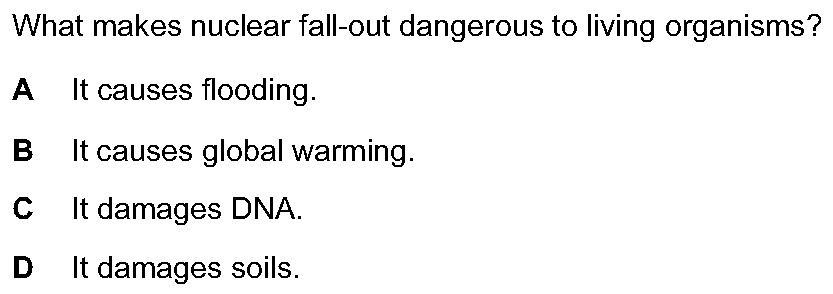 What makes nuclear fall-out dangerous to living organisms?
A It causes flooding.
B It causes global warming.
C It damages DNA.
D It damages soils.